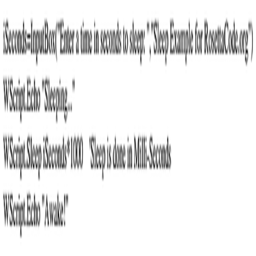 iSeconds=InputBox("Enter a time in seconds to sleep: ","Sleep Example for RosettaCode.org")
WScript.Echo "Sleeping..."
WScript.Sleep iSeconds*1000 'Sleep is done in Milli-Seconds
WScript.Echo "Awake!"